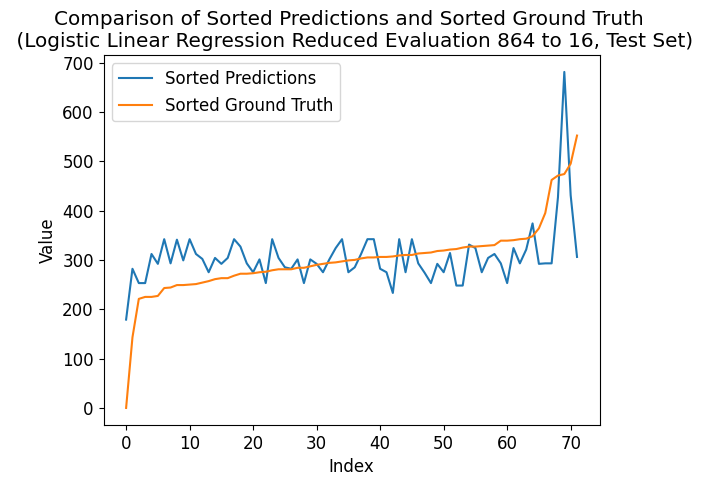 Comparison of Sorted Predictions and Sorted Ground Truth
(Logistic Linear Regression Reduced Evaluation 864 to 16, Test Set)
Sorted Predictions
Sorted Ground Truth
700
600
500
400
300
200
100
0
Value
0 10 20 30 40 50 60 70
Index